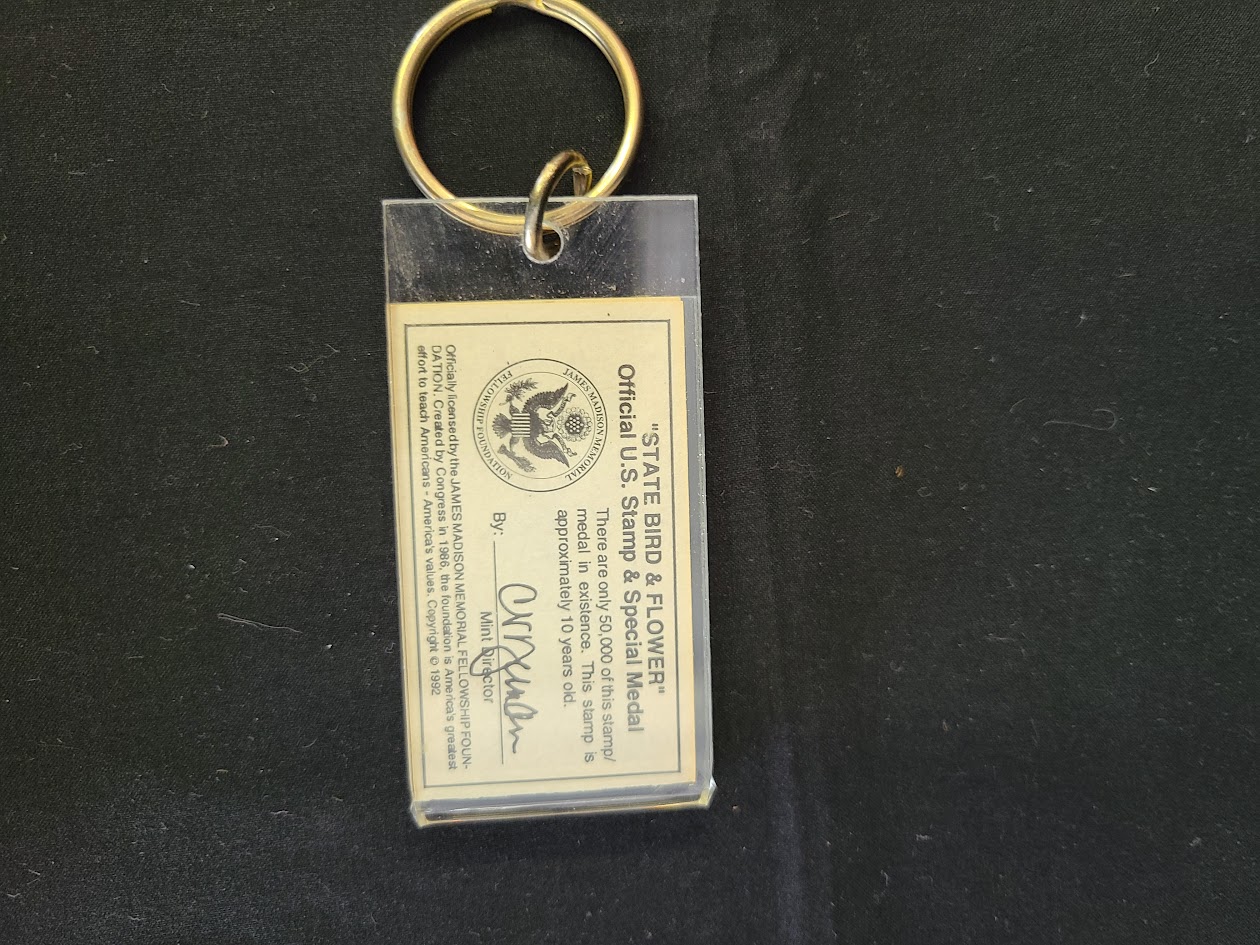 "STATE BIRD & FLOWER"
Official U.S. Stamp & Special Medal
JAMES MADISON MEMORIAL
FELLOWSHIP FOUNDATION
There are only 50,000 of this stamp/
medal in existence. This stamp is
approximately 10 years old.
By:
Mint Director
Officially licensed by the JAMES MADISON MEMORIAL FELLOWSHIP FOUN-
DATION. Created by Congress in 1986, the foundation is America's greatest
effort to teach Americans - America's values. Copyright © 1992